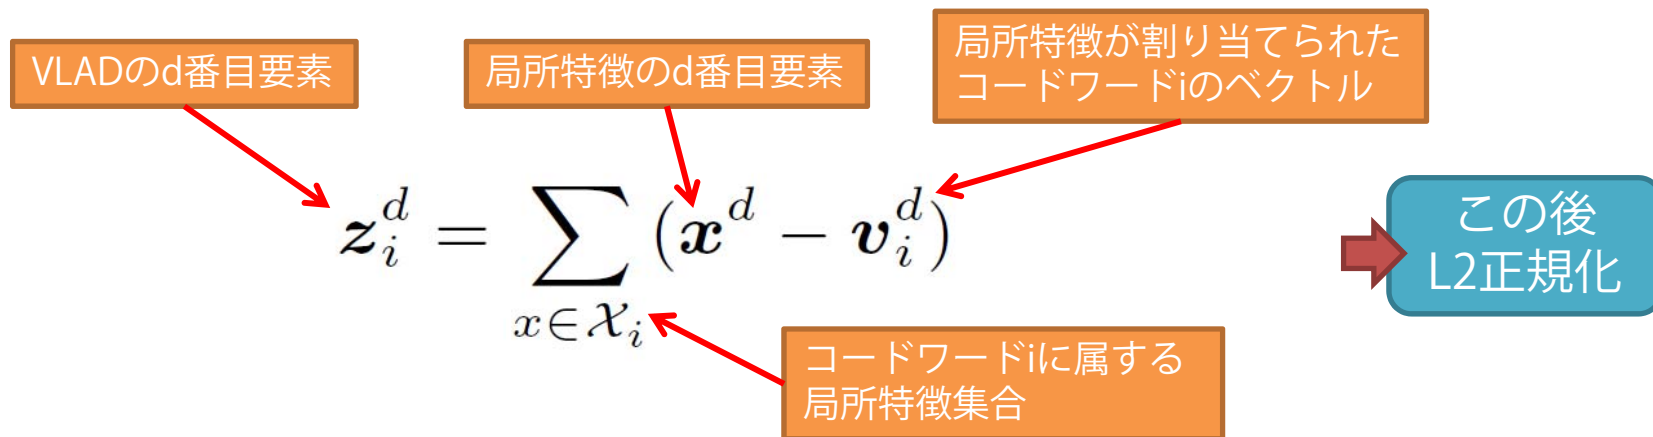 VLADのd番目要素
局所特徴のd番目要素
局所特徴が割り当てられた
コードワードiのベクトル
z_i^d = ∑_{x∈𝒳_i} (x^d − v_i^d)
この後
L2正規化
コードワードiに属する
局所特徴集合